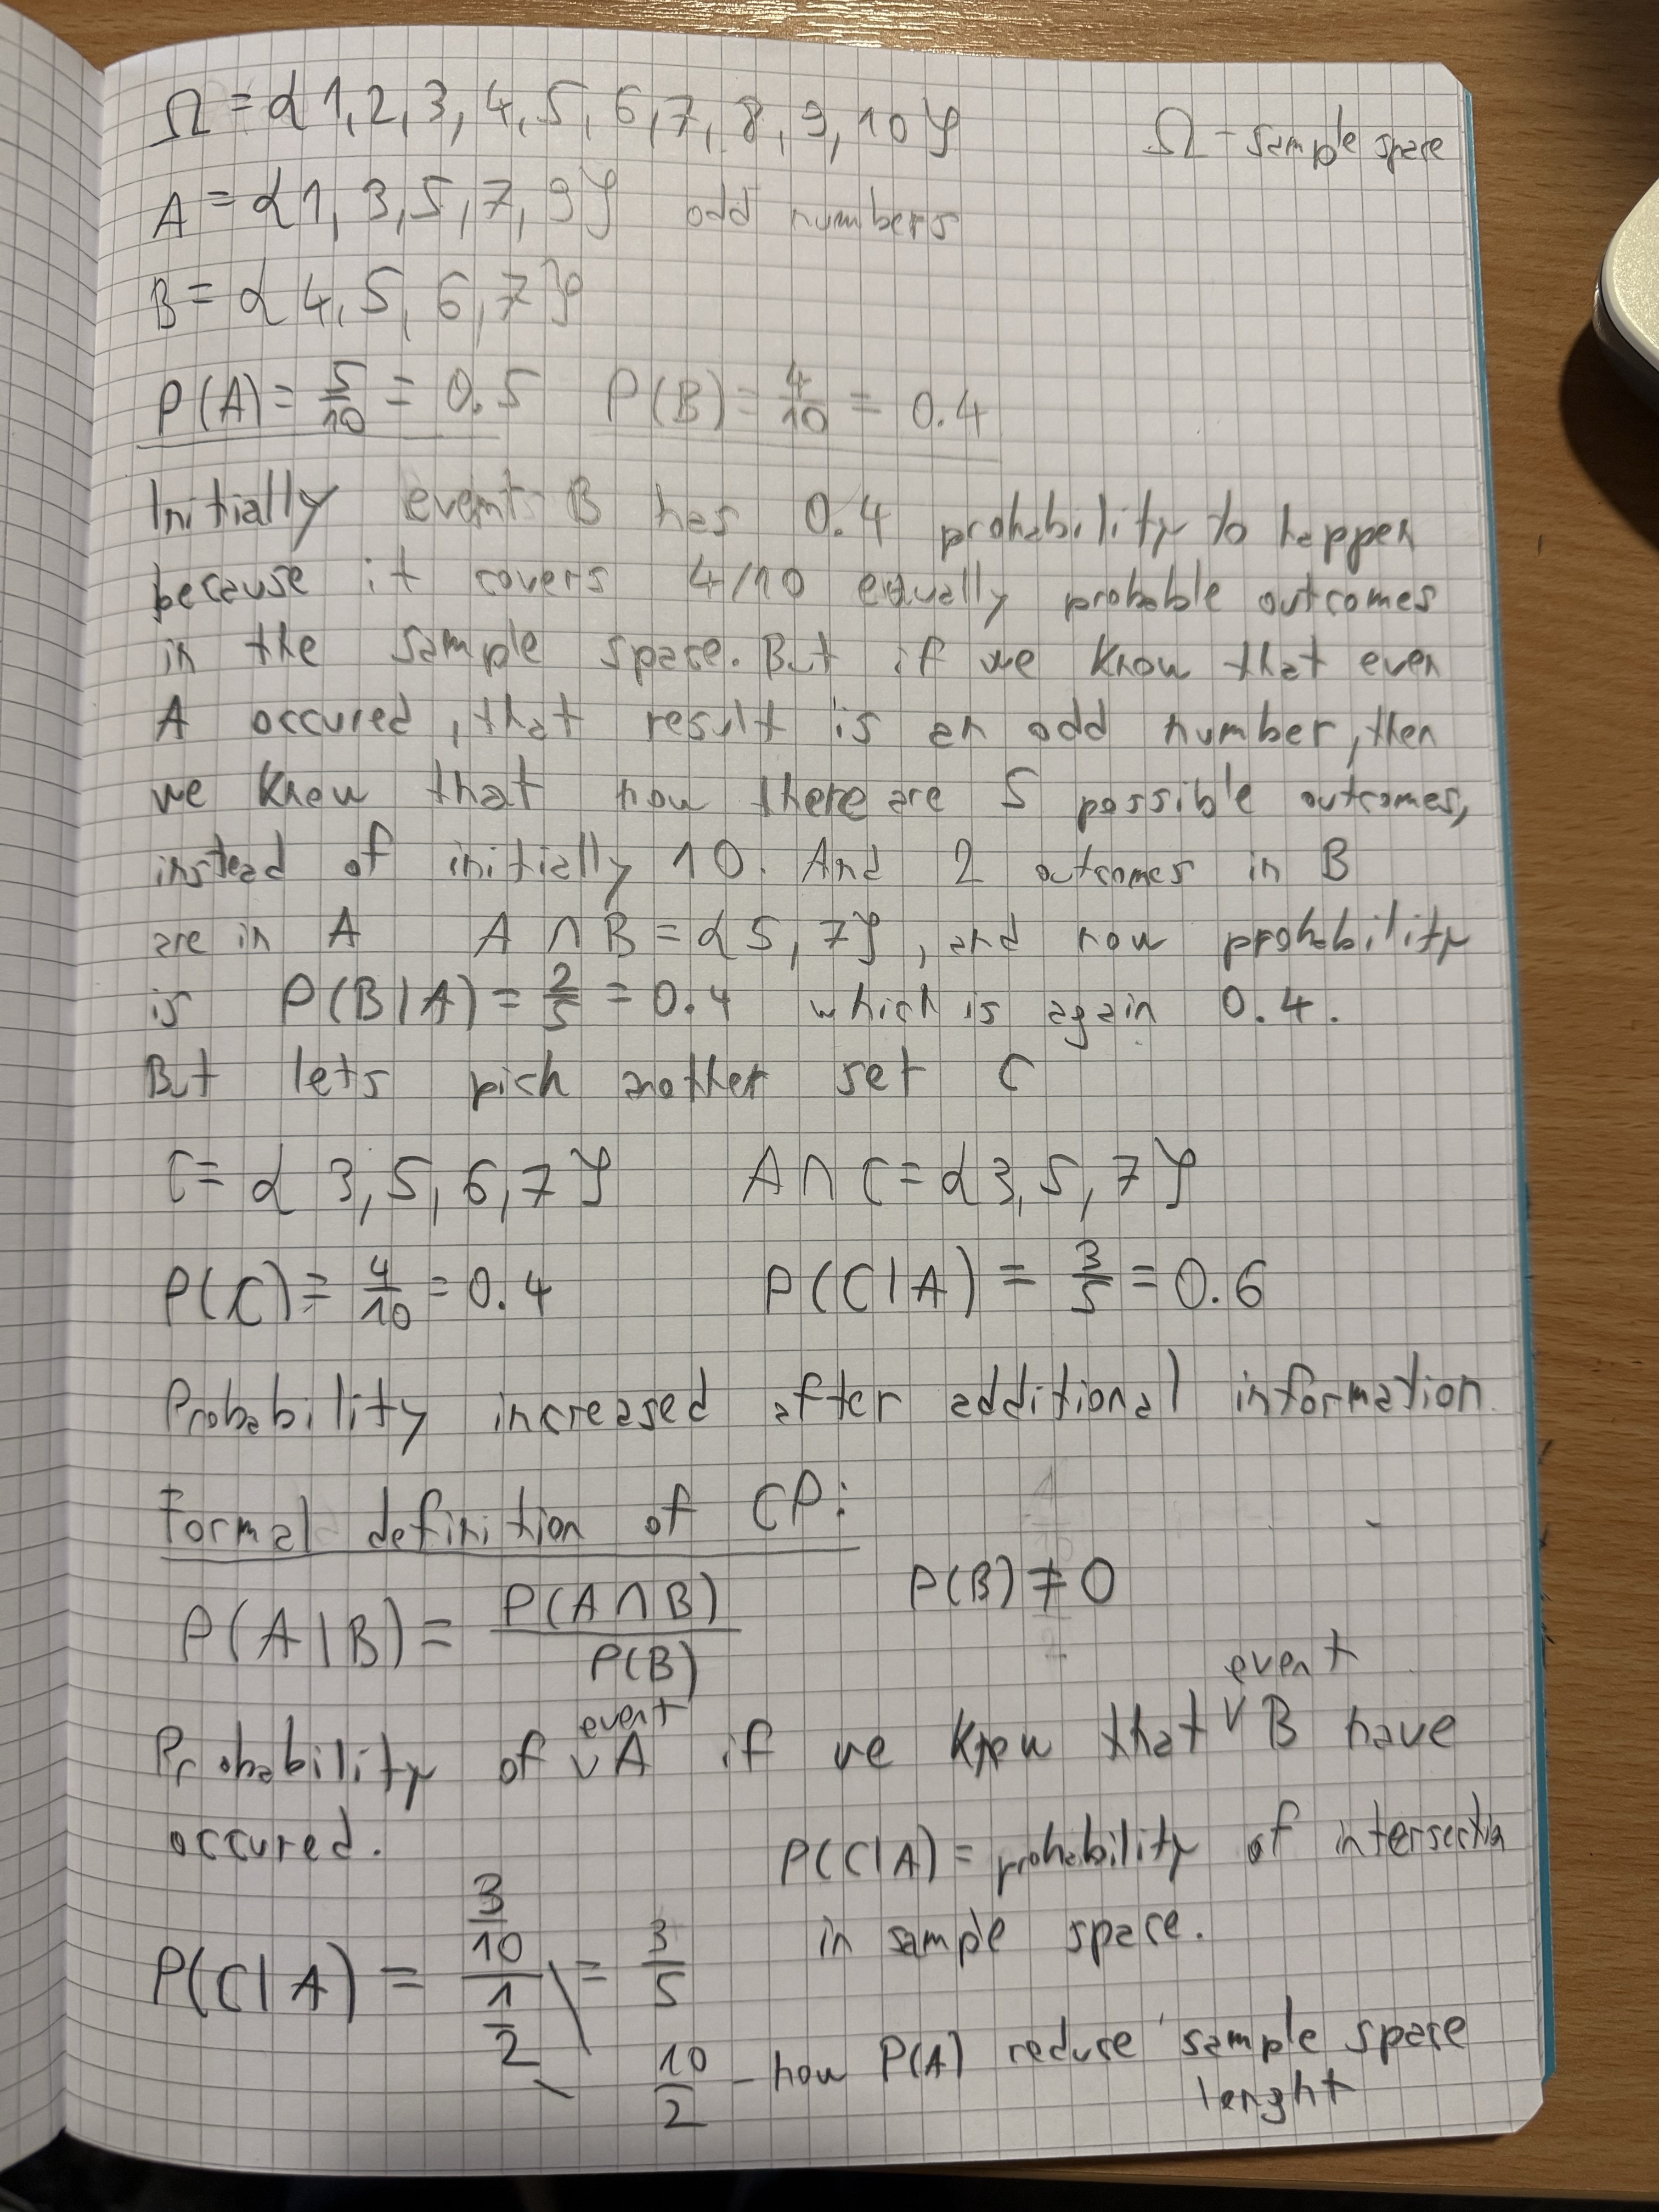 Ω = {1, 2, 3, 4, 5, 6, 7, 8, 9, 10} Ω - sample space
A = {1, 3, 5, 7, 9} odd numbers
B = {4, 5, 6, 7}
P(A) = 5/10 = 0.5 P(B) = 4/10 = 0.4
Initially event B has 0.4 probability to happen
because it covers 4/10 equally probable outcomes
in the sample space. But if we know that even
A occured, that result is an odd number, then
we know that now there are 5 possible outcomes,
instead of initially 10. And 2 outcomes in B
are in A A ∩ B = {5, 7}, and now probability
is P(B|A) = 2/5 = 0.4 which is again 0.4.
But lets pick another set C
C = {3, 5, 6, 7} A ∩ C = {3, 5, 7}
P(C) = 4/10 = 0.4 P(C|A) = 3/5 = 0.6
Probability increased after additional information.
Formal definition of CP:
P(A|B) = P(A ∩ B)/P(B) P(B) ≠ 0
Probability of event A if we know that event B have
occured.
P(C|A) = probability of intersection
in sample space.
P(C|A) = (3/10)/(1/2) = 3/5
10/2 - how P(A) reduce sample space
lenght